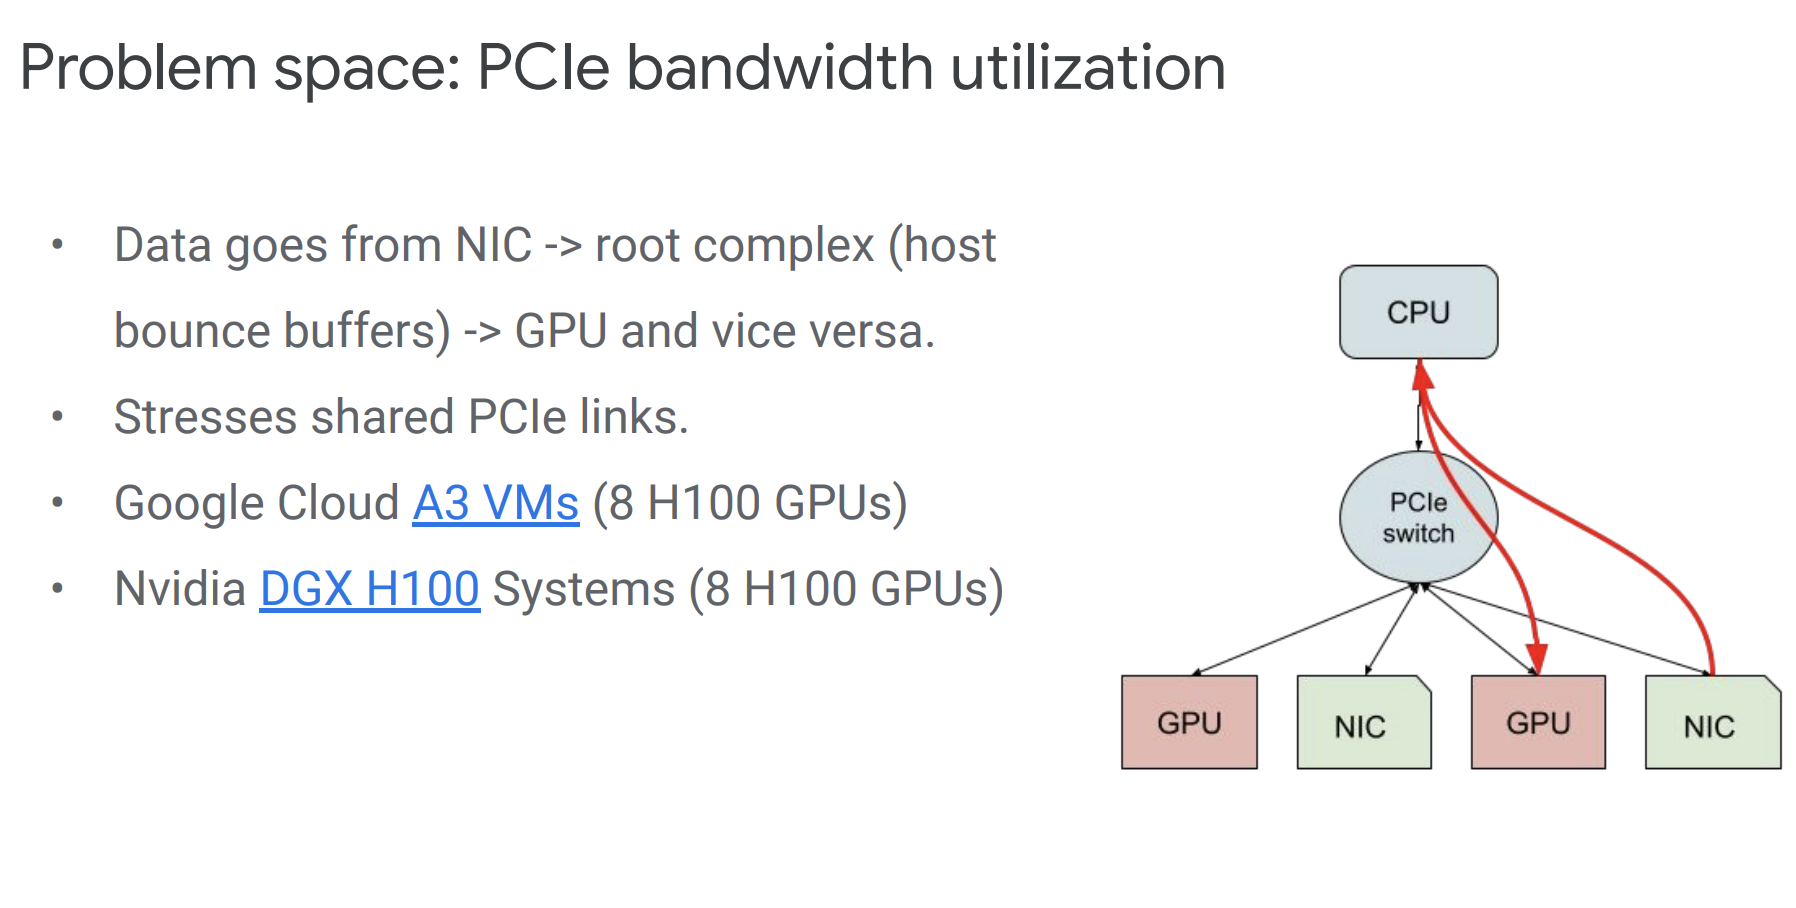 Problem space: PCIe bandwidth utilization
• Data goes from NIC -> root complex (host
bounce buffers) -> GPU and vice versa.
• Stresses shared PCIe links.
• Google Cloud A3 VMs (8 H100 GPUs)
• Nvidia DGX H100 Systems (8 H100 GPUs)
CPU
PCIe
switch
GPU
NIC
GPU
NIC